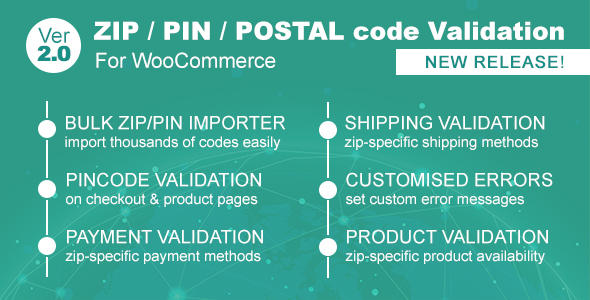 Ver
2.0
ZIP / PIN / POSTAL code Validation
For WooCommerce
NEW RELEASE!
BULK ZIP/PIN IMPORTER
import thousands of codes easily
PINCODE VALIDATION
on checkout & product pages
PAYMENT VALIDATION
zip-specific payment methods
SHIPPING VALIDATION
zip-specific shipping methods
CUSTOMISED ERRORS
set custom error messages
PRODUCT VALIDATION
zip-specific product availability